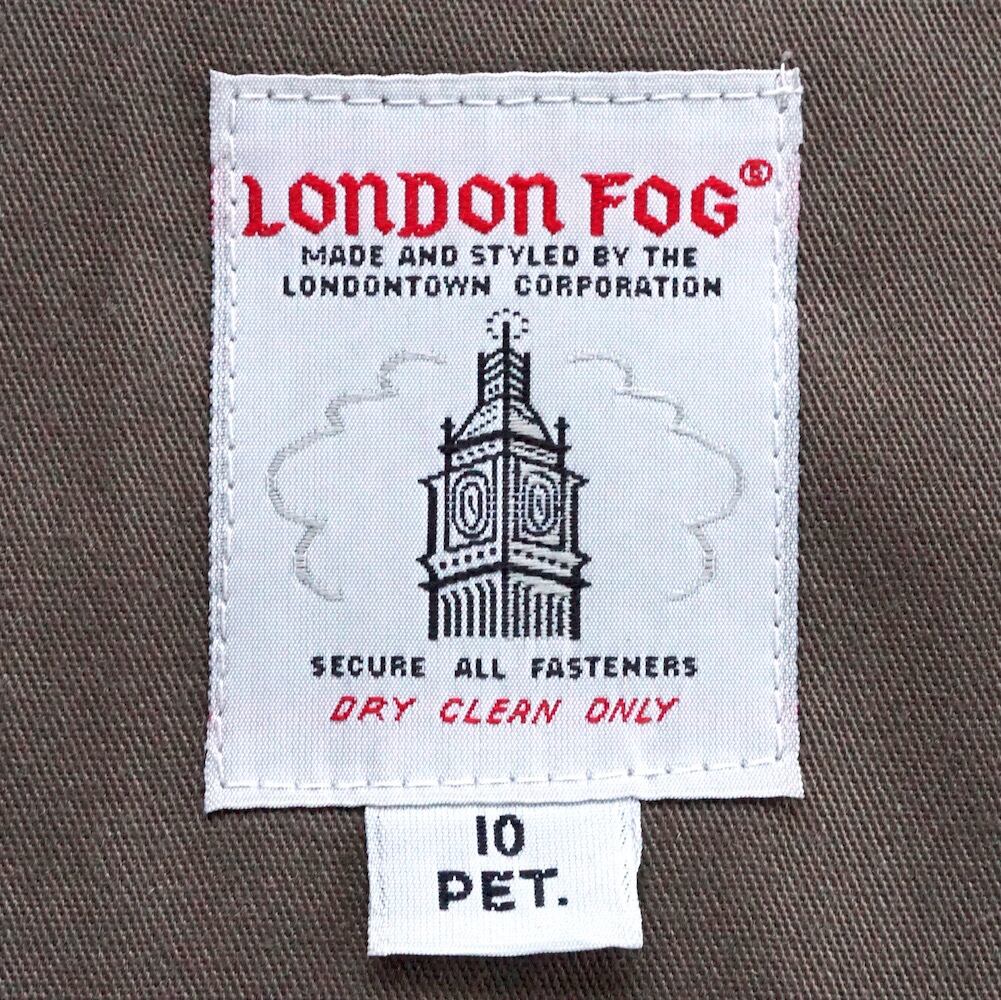 LONDON FOG®
MADE AND STYLED BY THE
LONDONTOWN CORPORATION
SECURE ALL FASTENERS
DRY CLEAN ONLY
10
PET.